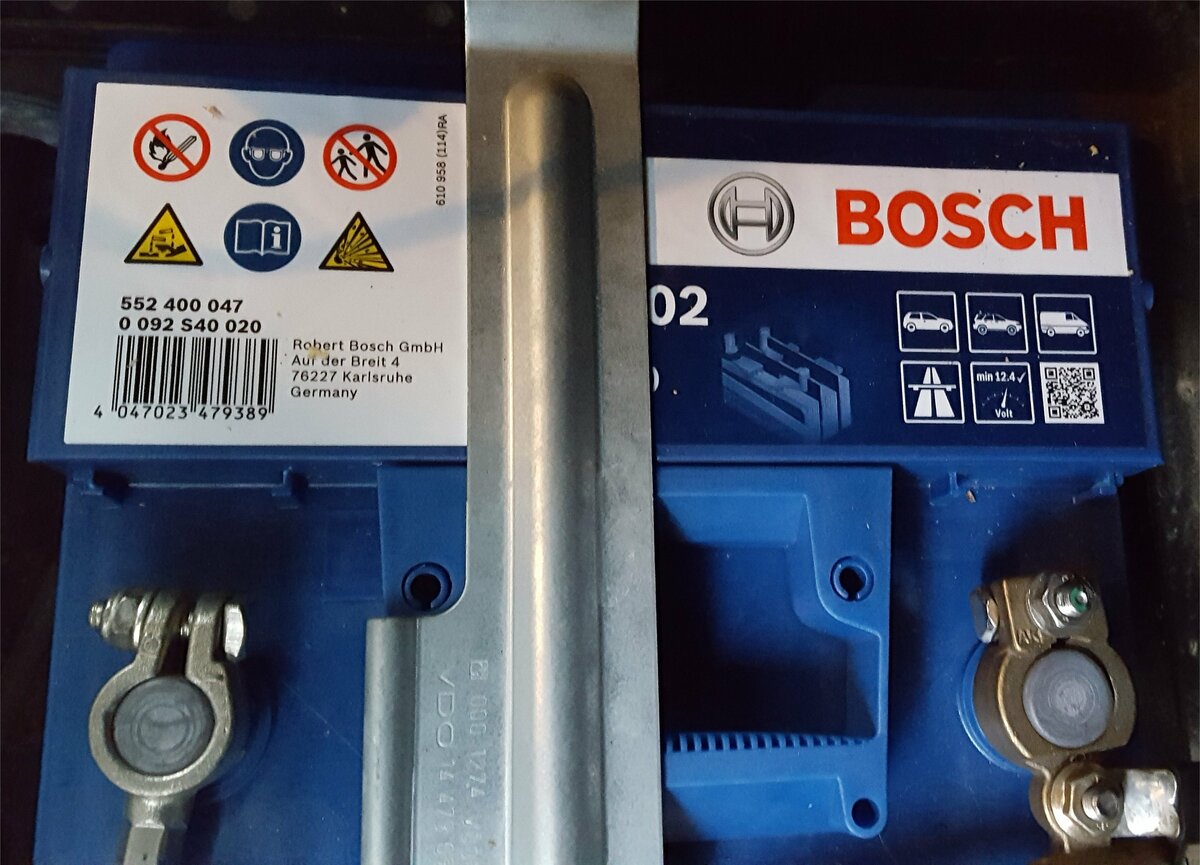 610 958 (114)RA
552 400 047
0 092 S40 020
Robert Bosch GmbH
Auf der Breit 4
76227 Karlsruhe
Germany
4 047023 479389
BOSCH
02
min 12.4 ✓
Volt